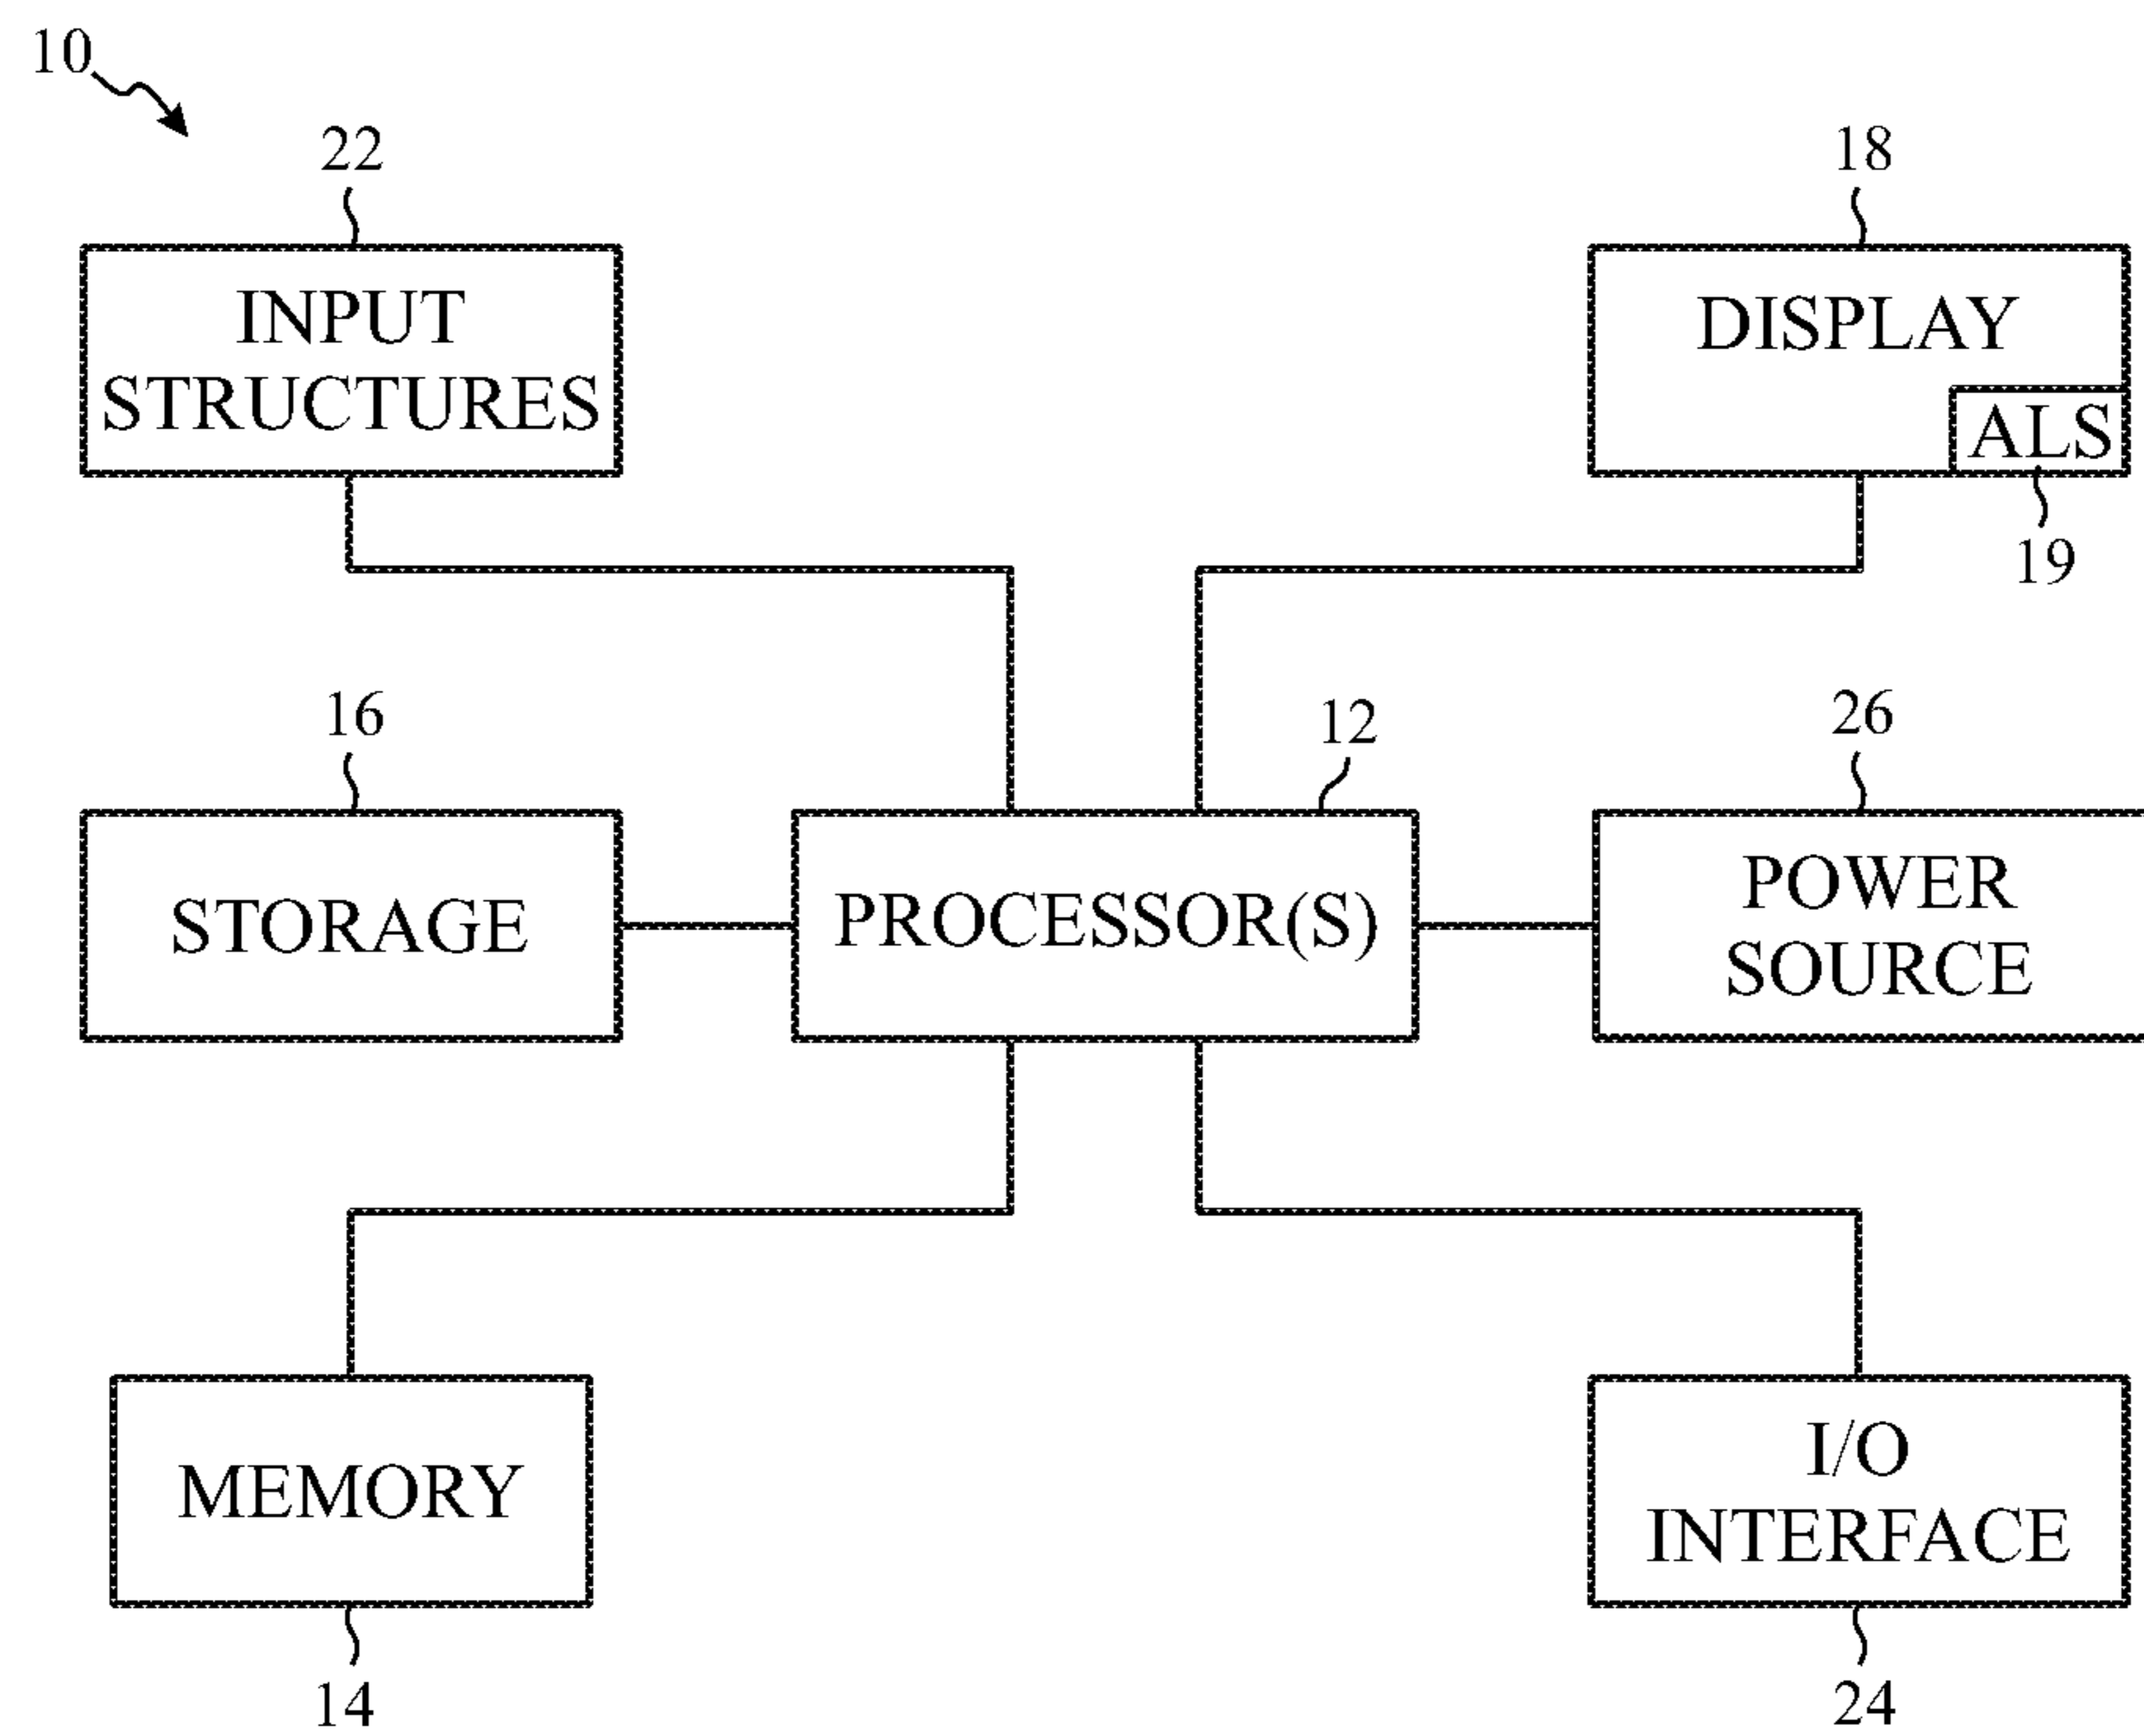 10
22
18
INPUT
STRUCTURES
DISPLAY
ALS
19
16
12
26
STORAGE
PROCESSOR(S)
POWER
SOURCE
MEMORY
I/O
INTERFACE
14
24